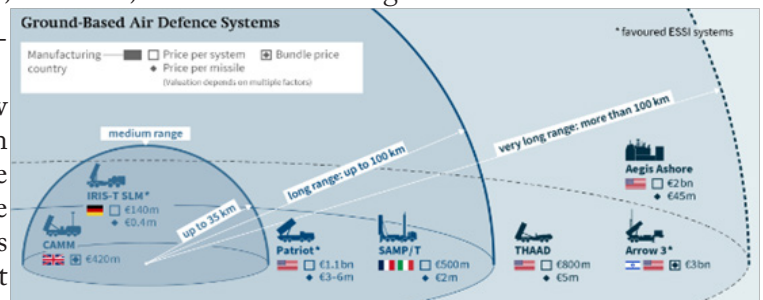 Ground-Based Air Defence Systems
* favoured ESSI systems
Manufacturing country
Price per system
Bundle price
Price per missile
(Valuation depends on multiple factors)
medium range
up to 35 km
long range: up to 100 km
very long range: more than 100 km
IRIS-T SLM*
€140m
€0.4m
CAMM
€420m
Patriot*
€1.1bn
€3–6m
SAMP/T
€500m
€2m
THAAD
€800m
€5m
Aegis Ashore
€2bn
€45m
Arrow 3*
€3bn